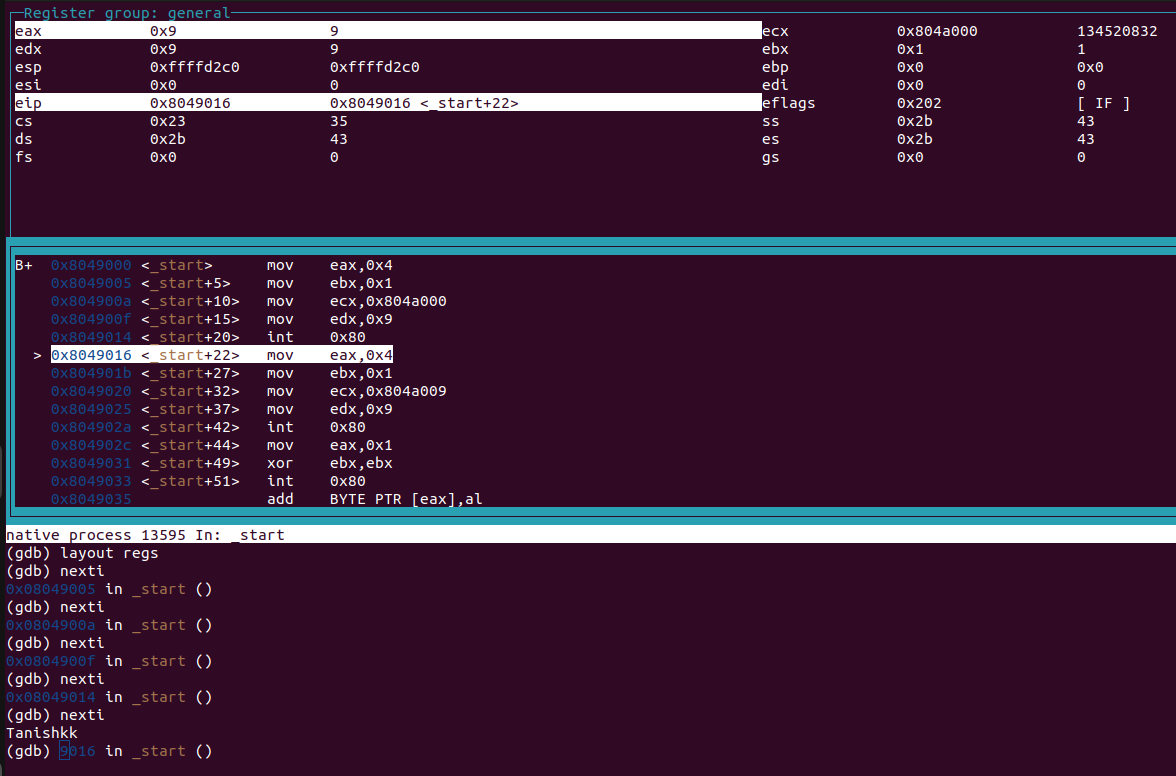 Register group: general
eax 0x9 9 ecx 0x804a000 134520832
edx 0x9 9 ebx 0x1 1
esp 0xffffd2c0 0xffffd2c0 ebp 0x0 0x0
esi 0x0 0 edi 0x0 0
eip 0x8049016 0x8049016 <_start+22> eflags 0x202 [ IF ]
cs 0x23 35 ss 0x2b 43
ds 0x2b 43 es 0x2b 43
fs 0x0 0 gs 0x0 0
B+ 0x8049000 <_start> mov eax,0x4
0x8049005 <_start+5> mov ebx,0x1
0x804900a <_start+10> mov ecx,0x804a000
0x804900f <_start+15> mov edx,0x9
0x8049014 <_start+20> int 0x80
> 0x8049016 <_start+22> mov eax,0x4
0x804901b <_start+27> mov ebx,0x1
0x8049020 <_start+32> mov ecx,0x804a009
0x8049025 <_start+37> mov edx,0x9
0x804902a <_start+42> int 0x80
0x804902c <_start+44> mov eax,0x1
0x8049031 <_start+49> xor ebx,ebx
0x8049033 <_start+51> int 0x80
0x8049035 add BYTE PTR [eax],al
native process 13595 In: _start
(gdb) layout regs
(gdb) nexti
0x08049005 in _start ()
(gdb) nexti
0x0804900a in _start ()
(gdb) nexti
0x0804900f in _start ()
(gdb) nexti
0x08049014 in _start ()
(gdb) nexti
Tanishkk
(gdb) 9016 in _start ()